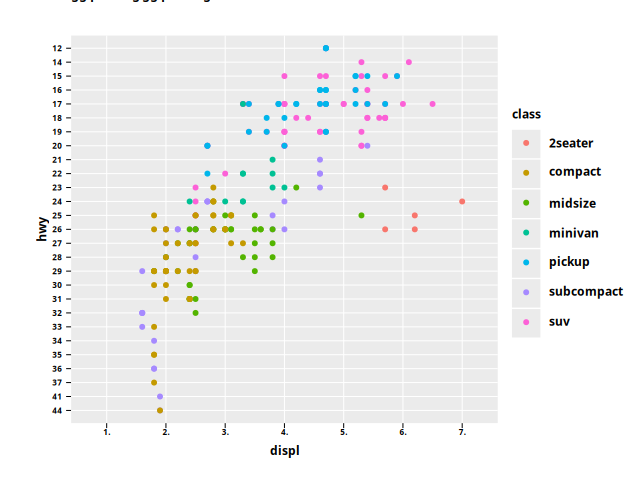 12
14
15
16
17
18
19
20
21
22
23
24
25
26
27
28
29
30
31
32
33
34
35
36
37
41
44
hwy
1. 2. 3. 4. 5. 6. 7.
displ
class
2seater
compact
midsize
minivan
pickup
subcompact
suv